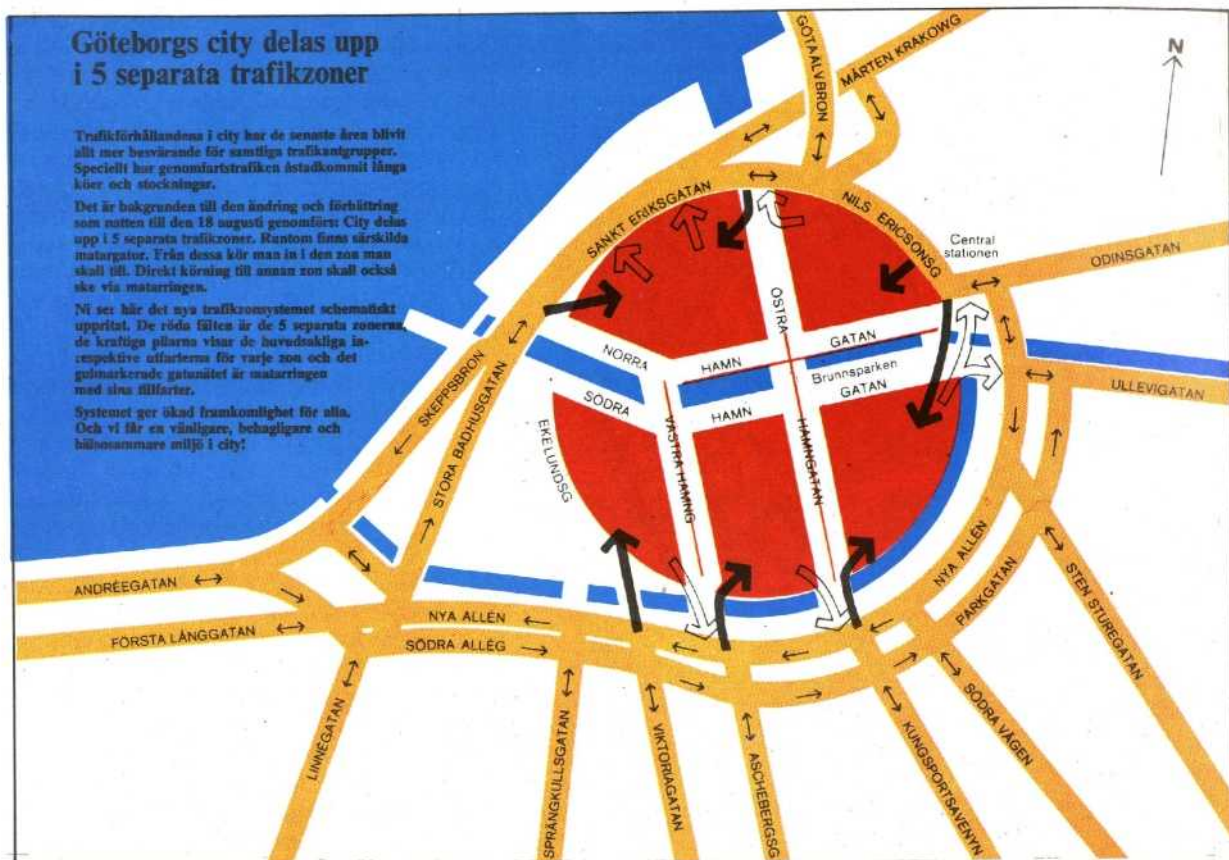 Göteborgs city delas upp
i 5 separata trafikzoner
Trafikförhållandena i city har de senaste åren blivit
allt mer besvärande för samtliga trafikantgrupper.
Speciellt har genomfartstrafiken åstadkommit långa
köer och stockningar.
Det är bakgrunden till den ändring och förbättring
som natten till den 18 augusti genomförs: City delas
upp i 5 separata trafikzoner. Runtom finns särskilda
matargator. Från dessa kör man in i den zon man
skall till. Direkt körning till annan zon skall också
ske via matarringen.
Ni ser här det nya trafikzonsystemet schematiskt
uppritat. De röda fälten är de 5 separata zonerna,
de kraftiga pilarna visar de huvudsakliga in-
respektive utfarterna för varje zon och det
gulmarkerade gatunätet är matarringen
med sina tillfarter.
Systemet ger ökad framkomlighet för alla.
Och vi får en vänligare, behagligare och
hälsosammare miljö i city!
N
GÖTAÄLVBRON
MÅRTEN KRAKOWG
SANKT ERIKSGATAN
NILS ERICSONSG
Central
stationen
ODINSGATAN
ÖSTRA
NORRA
HAMN
GATAN
Brunnsparken
SÖDRA
HAMN
GATAN
ULLEVIGATAN
SKEPPSBRON
STORA BADHUSGATAN
EKELUNDSG
VÄSTRA HAMNG
HAMNGATAN
ANDRÉEGATAN
FÖRSTA LÅNGGATAN
NYA ALLÉN
SÖDRA ALLÉG
NYA ALLÉN
PARKGATAN
STEN STUREGATAN
LINNÉGATAN
SPRÄNGKULLSGATAN
VIKTORIAGATAN
ASCHEBERGSG
KUNGSPORTSAVENYN
SÖDRA VÄGEN